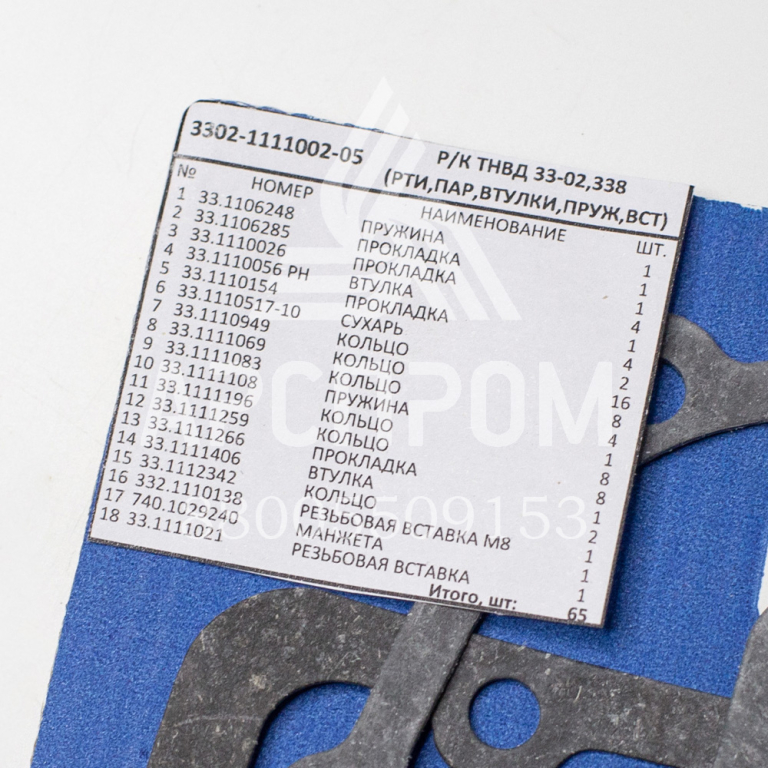 3302-1111002-05 Р/К ТНВД 33-02,338
(РТИ,ПАР,ВТУЛКИ,ПРУЖ,ВСТ)
№ НОМЕР НАИМЕНОВАНИЕ ШТ.
1 33.1106248 ПРУЖИНА 1
2 33.1106285 ПРОКЛАДКА 1
3 33.1110026 ПРОКЛАДКА 1
4 33.1110056 РН ВТУЛКА 4
5 33.1110154 ПРОКЛАДКА 1
6 33.1110517-10 СУХАРЬ 4
7 33.1110949 КОЛЬЦО 2
8 33.1111069 КОЛЬЦО 16
9 33.1111083 КОЛЬЦО 8
10 33.1111108 ПРУЖИНА 4
11 33.1111196 КОЛЬЦО 1
12 33.1111259 КОЛЬЦО 8
13 33.1111266 ПРОКЛАДКА 8
14 33.1111406 ВТУЛКА 1
15 33.1112342 КОЛЬЦО 2
16 332.1110138 РЕЗЬБОВАЯ ВСТАВКА М8 1
17 740.1029240 МАНЖЕТА 1
18 33.1111021 РЕЗЬБОВАЯ ВСТАВКА 1
Итого, шт: 65